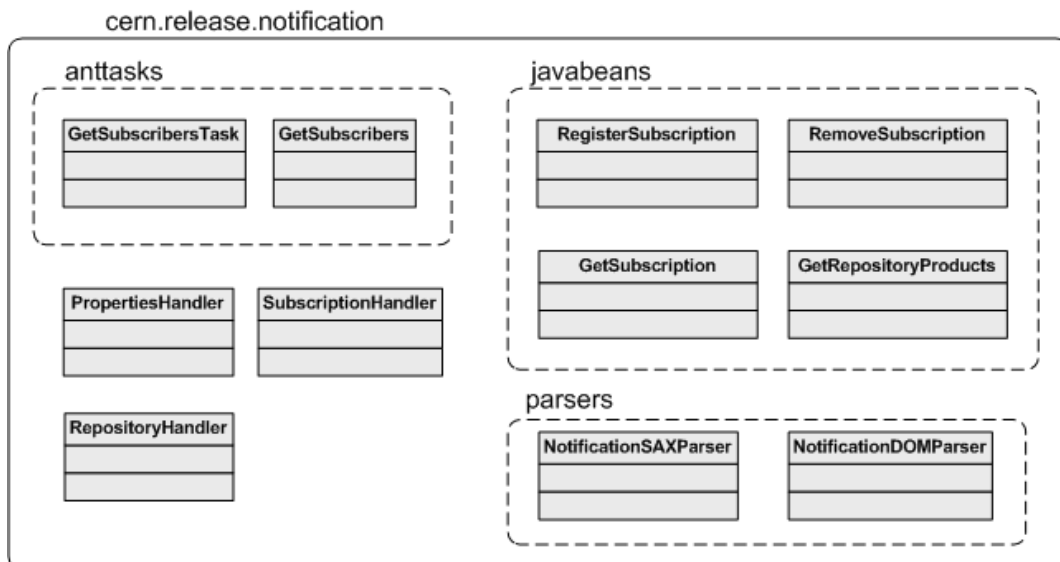 cern.release.notification
anttasks
GetSubscribersTask
GetSubscribers
PropertiesHandler
SubscriptionHandler
RepositoryHandler
javabeans
RegisterSubscription
RemoveSubscription
GetSubscription
GetRepositoryProducts
parsers
NotificationSAXParser
NotificationDOMParser